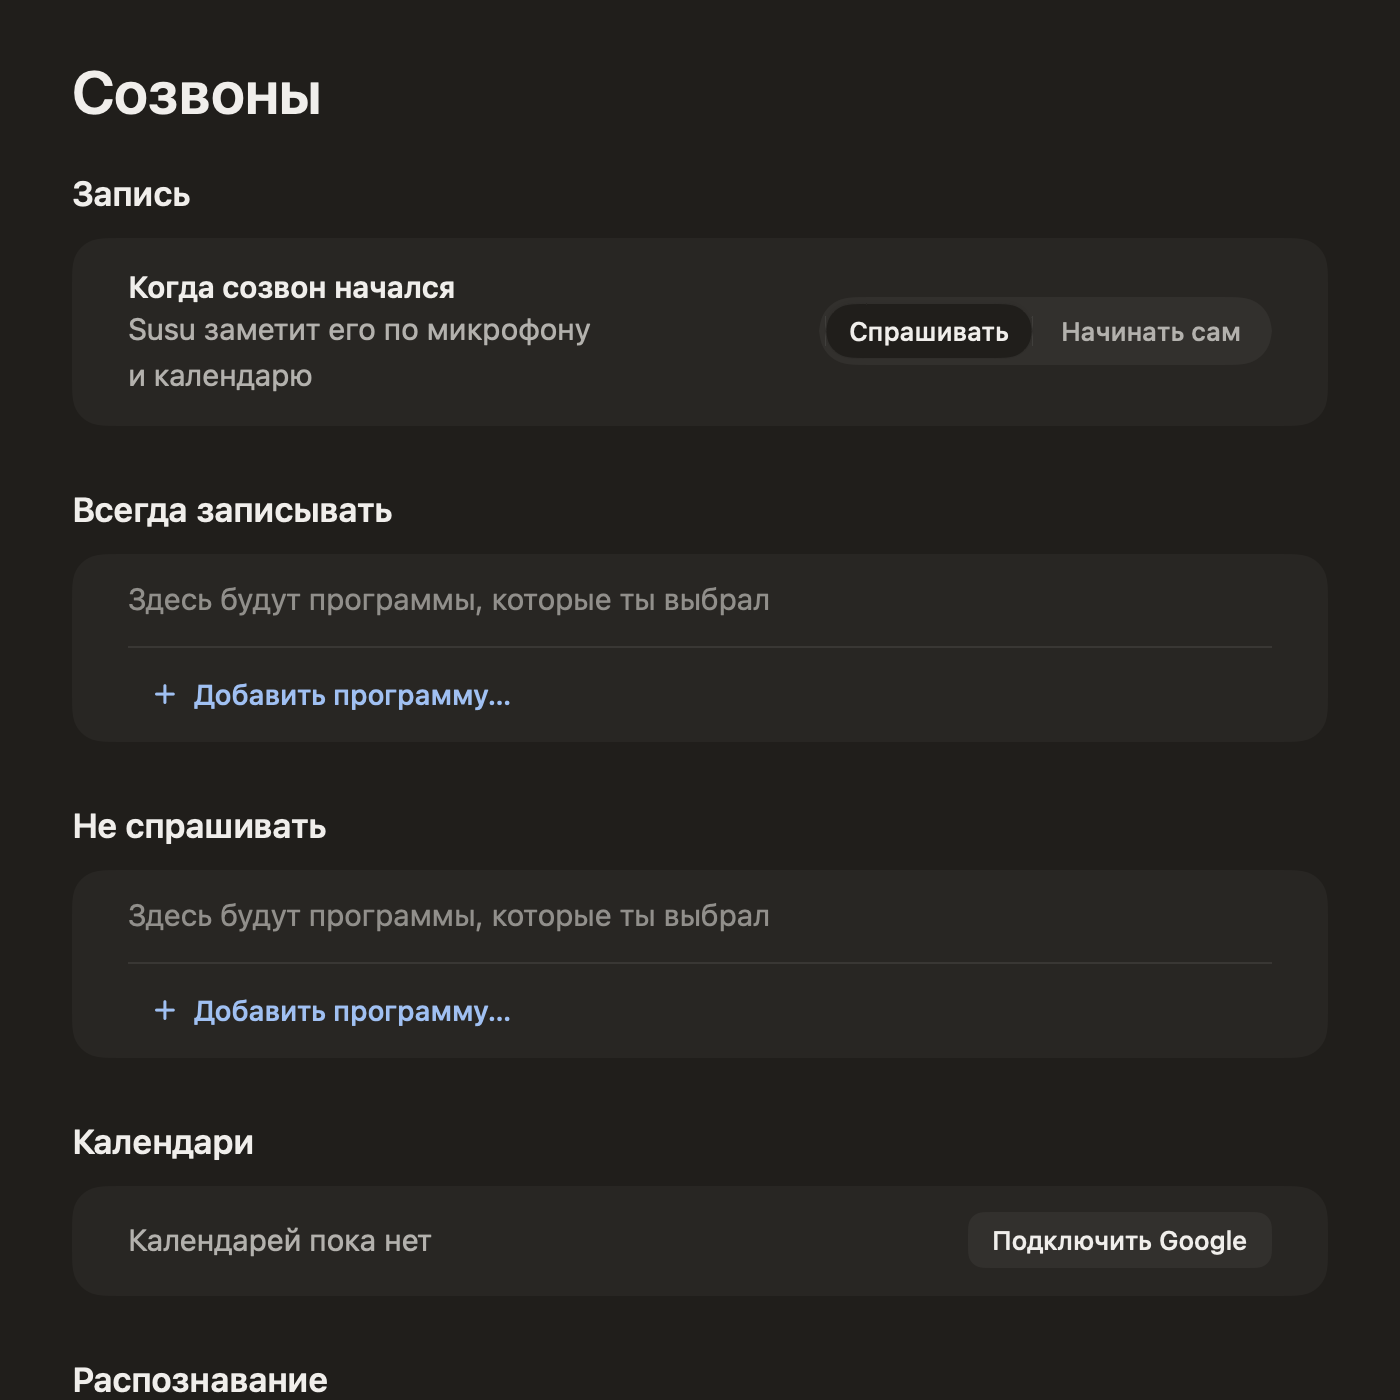 Созвоны
Запись
Когда созвон начался
Susu заметит его по микрофону
и календарю
Спрашивать
Начинать сам
Всегда записывать
Здесь будут программы, которые ты выбрал
+ Добавить программу...
Не спрашивать
Здесь будут программы, которые ты выбрал
+ Добавить программу...
Календари
Календарей пока нет
Подключить Google
Распознавание